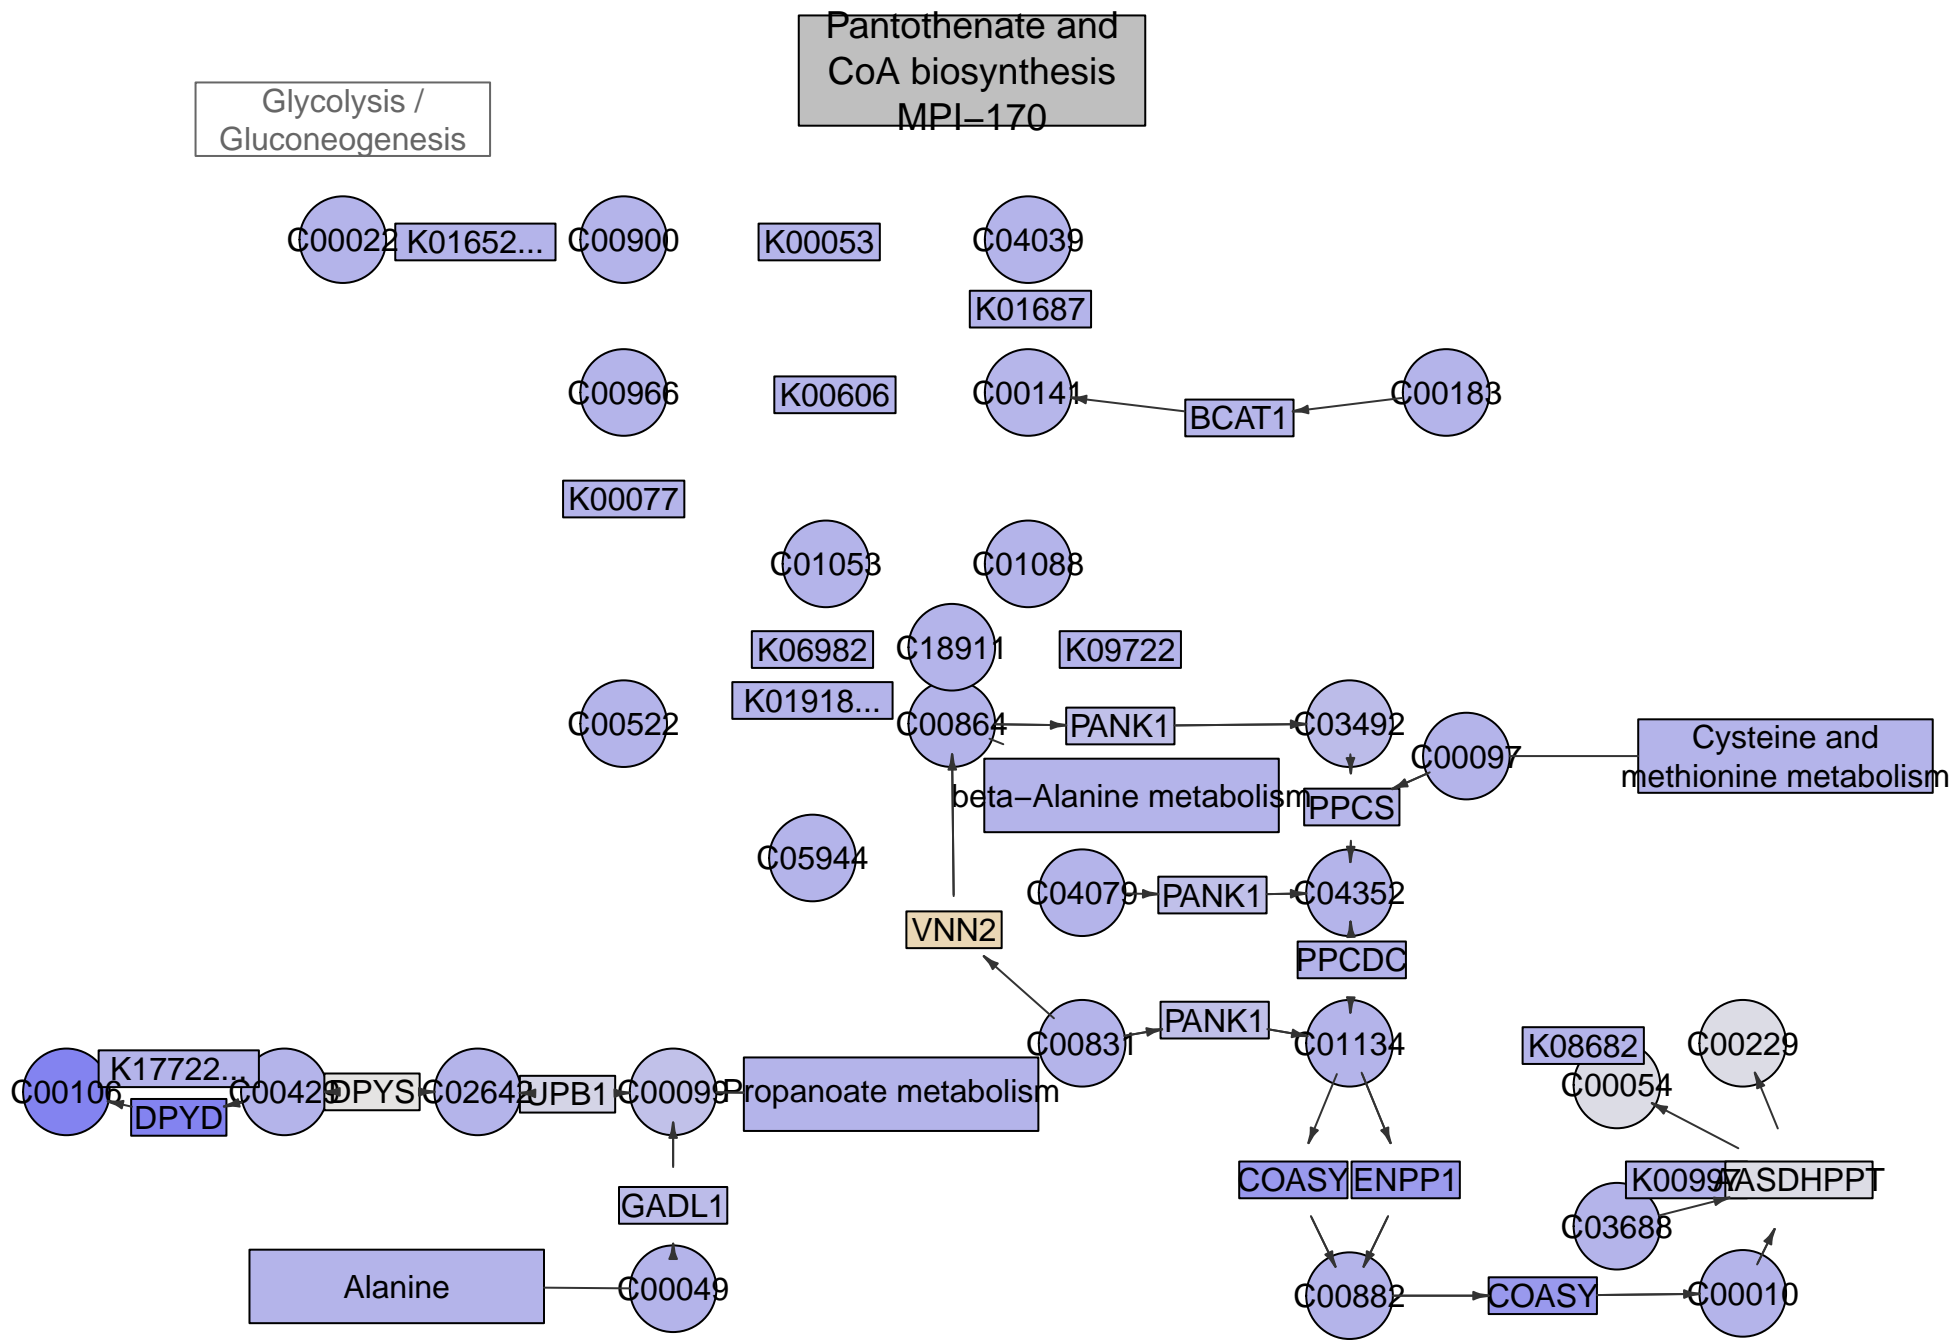 Pantothenate and
CoA biosynthesis
MPI−170
Glycolysis /
Gluconeogenesis
C00022
K01652...
C00900
K00053
C04039
K01687
C00966
K00606
C00141
BCAT1
C00183
K00077
C01053
C01088
K06982
C18911
K09722
K01918...
C00522
C00864
PANK1
C03492
C00097
Cysteine and
methionine metabolism
beta−Alanine metabolism
PPCS
C05944
C04079
PANK1
C04352
VNN2
PPCDC
C00831
PANK1
C01134
K08682
C00229
C00054
C00106
K17722...
DPYD
C00429
DPYS
C02642
UPB1
C00099
Propanoate metabolism
COASY
ENPP1
K00997
AASDHPPT
GADL1
C03688
Alanine
C00049
C00882
COASY
C00010